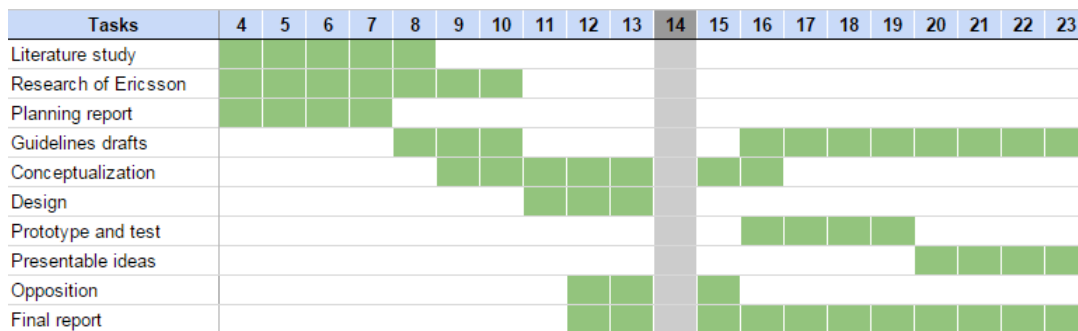 Tasks 4 5 6 7 8 9 10 11 12 13 14 15 16 17 18 19 20 21 22 23
Literature study
Research of Ericsson
Planning report
Guidelines drafts
Conceptualization
Design
Prototype and test
Presentable ideas
Opposition
Final report